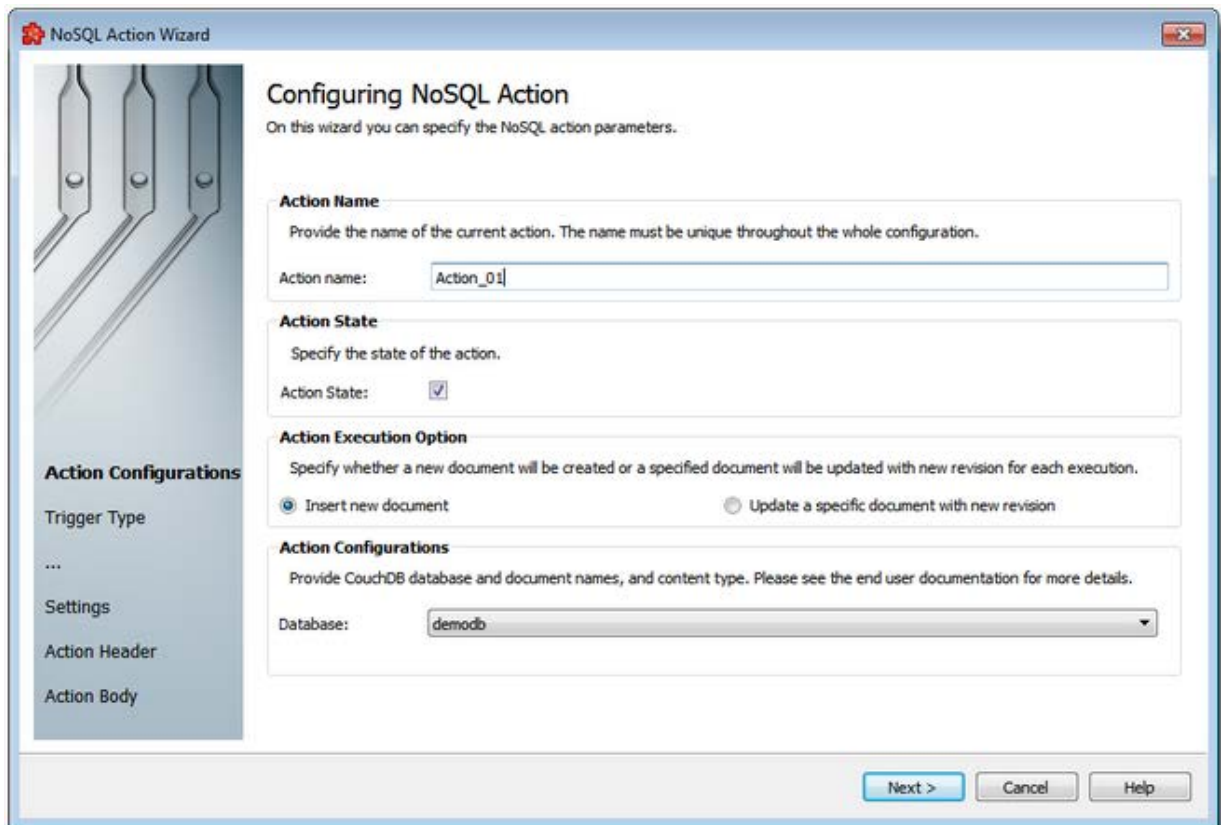 NoSQL Action Wizard
Configuring NoSQL Action
On this wizard you can specify the NoSQL action parameters.
Action Name
Provide the name of the current action. The name must be unique throughout the whole configuration.
Action name: Action_01
Action State
Specify the state of the action.
Action State:
Action Execution Option
Specify whether a new document will be created or a specified document will be updated with new revision for each execution.
Insert new document Update a specific document with new revision
Action Configurations
Provide CouchDB database and document names, and content type. Please see the end user documentation for more details.
Database: demodb
Action Configurations
Trigger Type
...
Settings
Action Header
Action Body
Next > Cancel Help